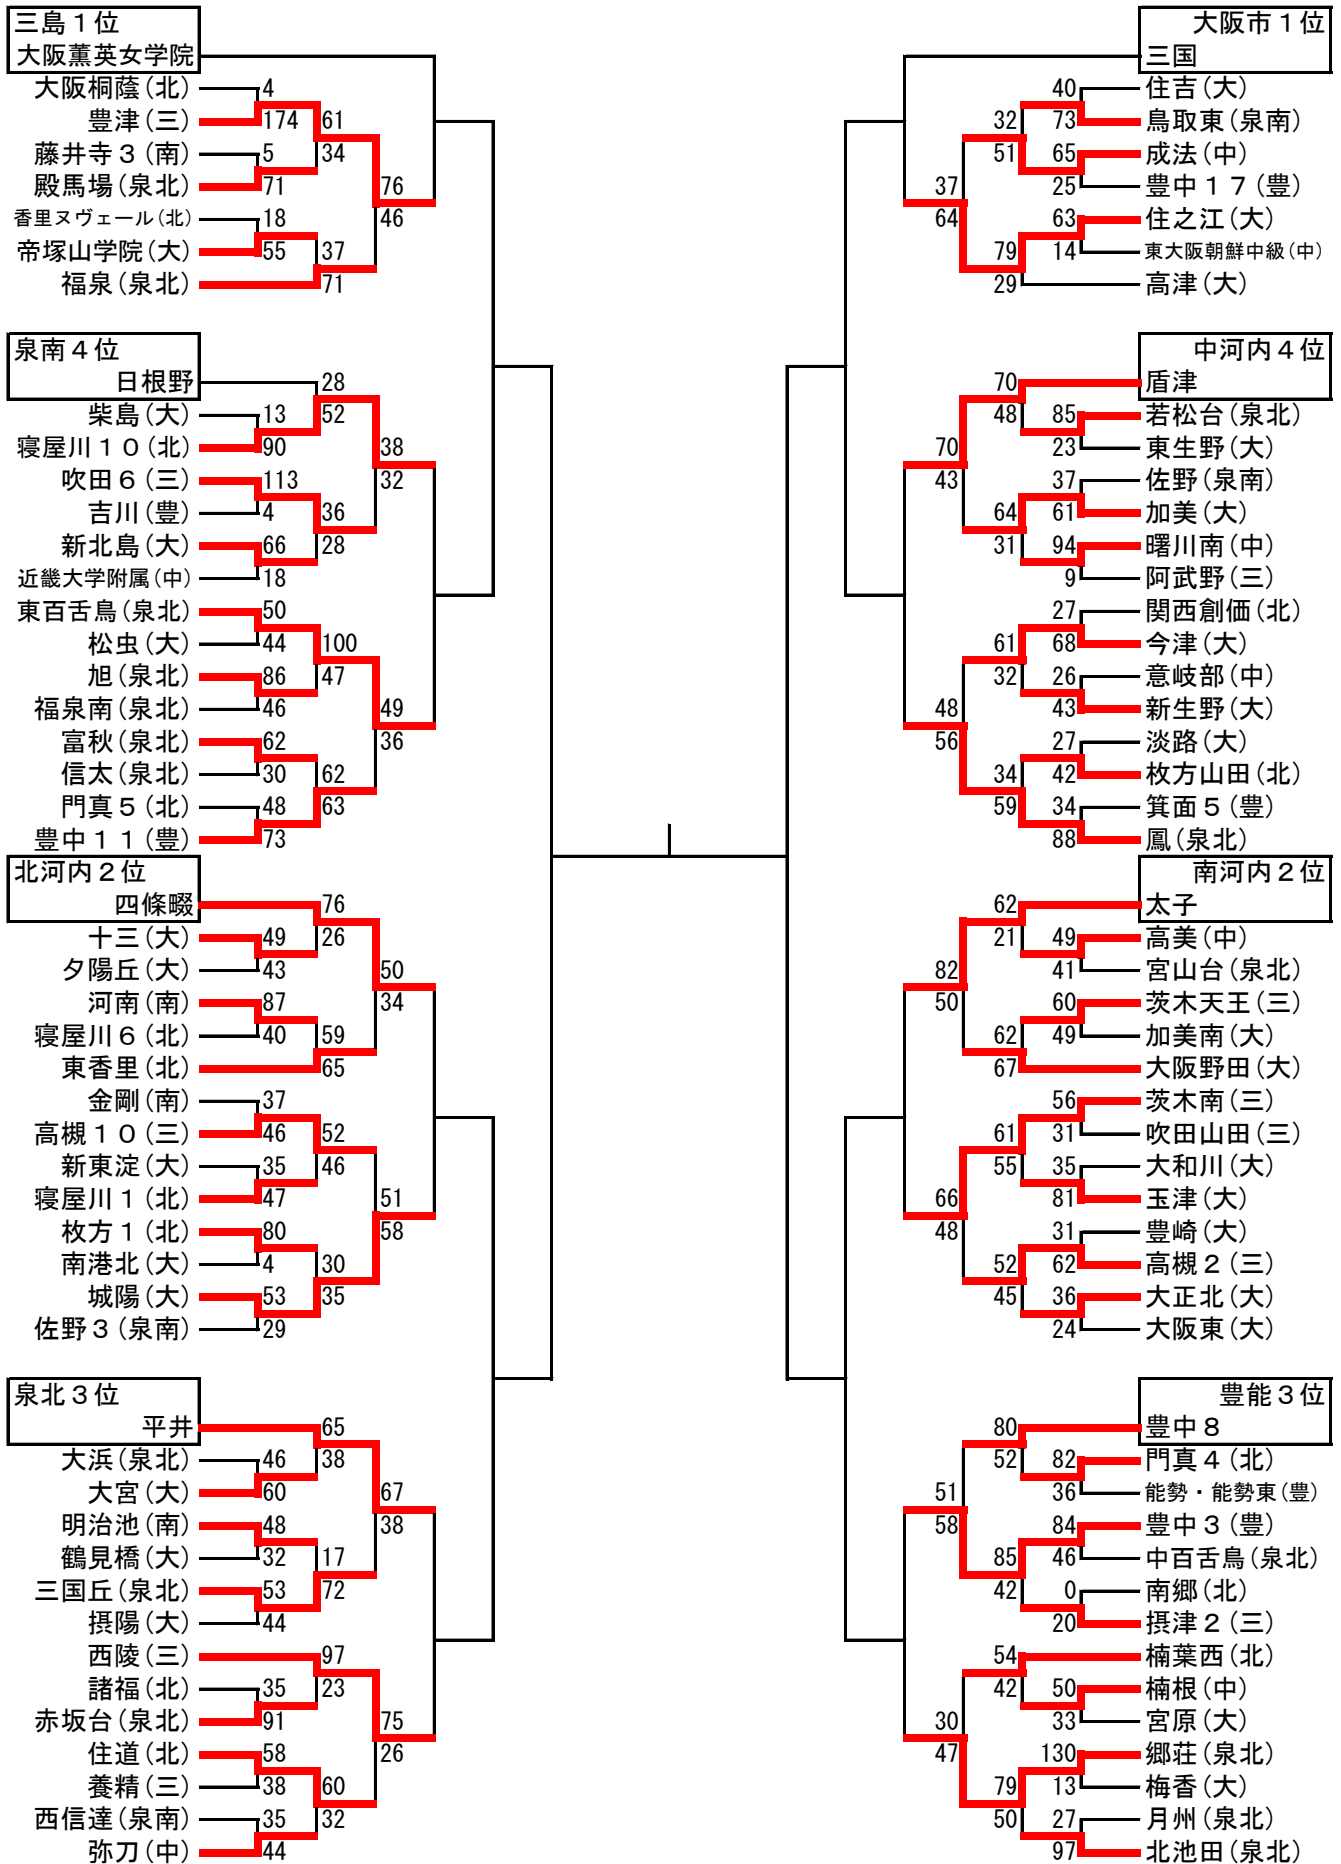 三島１位
大阪薫英女学院
大阪桐蔭(北) 4
豊津(三) 174 61
藤井寺３(南) 5 34
殿馬場(泉北) 71 76
香里ヌヴェール(北) 18 46
帝塚山学院(大) 55 37
福泉(泉北) 71
泉南４位
日根野 28
柴島(大) 13 52
寝屋川１０(北) 90 38
吹田６(三) 113 32
吉川(豊) 4 36
新北島(大) 66 28
近畿大学附属(中) 18
東百舌鳥(泉北) 50
松虫(大) 44 100
旭(泉北) 86 47
福泉南(泉北) 46 49
富秋(泉北) 62 36
信太(泉北) 30 62
門真５(北) 48 63
豊中１１(豊) 73
北河内２位
四條畷 76
十三(大) 49 26
夕陽丘(大) 43 50
河南(南) 87 34
寝屋川６(北) 40 59
東香里(北) 65
金剛(南) 37
高槻１０(三) 46 52
新東淀(大) 35 46
寝屋川１(北) 47 51
枚方１(北) 80 58
南港北(大) 4 30
城陽(大) 53 35
佐野３(泉南) 29
泉北３位
平井 65
大浜(泉北) 46 38
大宮(大) 60 67
明治池(南) 48 38
鶴見橋(大) 32 17
三国丘(泉北) 53 72
摂陽(大) 44
西陵(三) 97
諸福(北) 35 23
赤坂台(泉北) 91 75
住道(北) 58 26
養精(三) 38 60
西信達(泉南) 35 32
弥刀(中) 44
大阪市１位
三国
40 住吉(大)
32 73 鳥取東(泉南)
51 65 成法(中)
37 25 豊中１７(豊)
64 63 住之江(大)
79 14 東大阪朝鮮中級(中)
29 高津(大)
中河内４位
70 盾津
48 85 若松台(泉北)
70 23 東生野(大)
43 37 佐野(泉南)
64 61 加美(大)
31 94 曙川南(中)
9 阿武野(三)
27 関西創価(北)
61 68 今津(大)
32 26 意岐部(中)
48 43 新生野(大)
56 27 淡路(大)
34 42 枚方山田(北)
59 34 箕面５(豊)
88 鳳(泉北)
南河内２位
62 太子
21 49 高美(中)
82 41 宮山台(泉北)
50 60 茨木天王(三)
62 49 加美南(大)
67 大阪野田(大)
56 茨木南(三)
61 31 吹田山田(三)
55 35 大和川(大)
66 81 玉津(大)
48 31 豊崎(大)
52 62 高槻２(三)
45 36 大正北(大)
24 大阪東(大)
豊能３位
80 豊中８
52 82 門真４(北)
51 36 能勢・能勢東(豊)
58 84 豊中３(豊)
85 46 中百舌鳥(泉北)
42 0 南郷(北)
20 摂津２(三)
54 楠葉西(北)
42 50 楠根(中)
30 33 宮原(大)
47 130 郷荘(泉北)
79 13 梅香(大)
50 27 月州(泉北)
97 北池田(泉北)